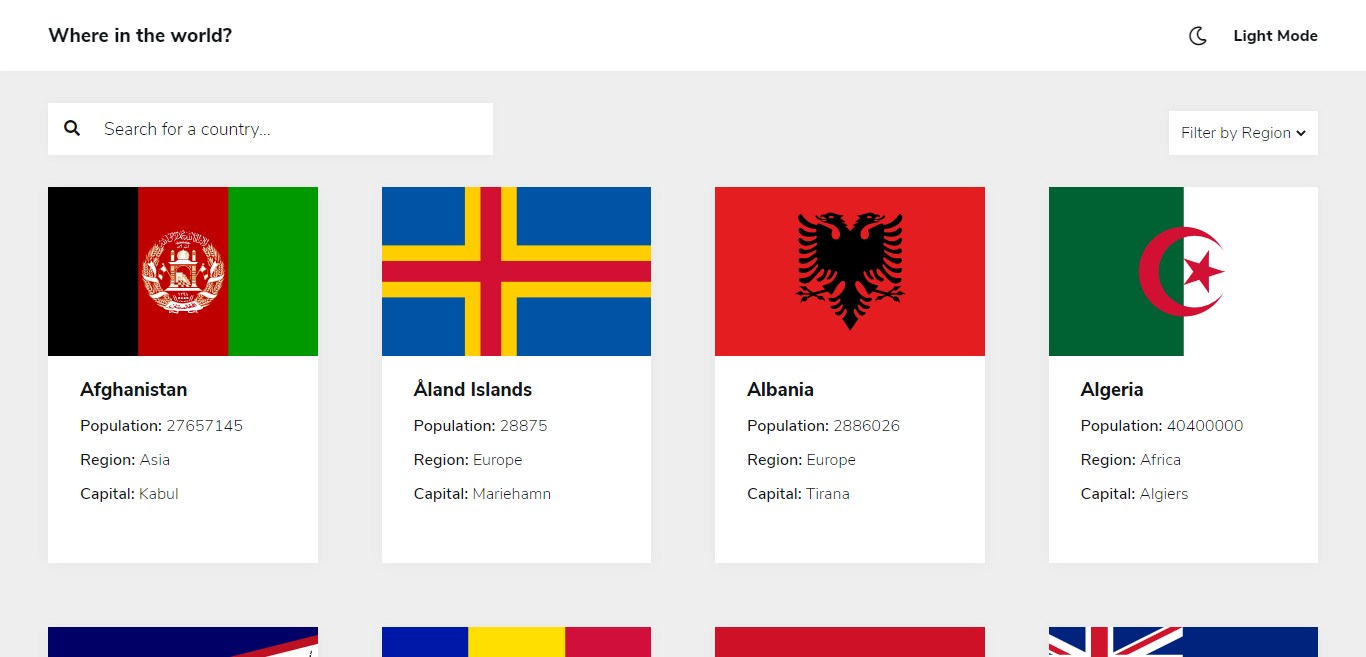 Where in the world?
Light Mode
Search for a country...
Filter by Region
Afghanistan
Population: 27657145
Region: Asia
Capital: Kabul
Åland Islands
Population: 28875
Region: Europe
Capital: Mariehamn
Albania
Population: 2886026
Region: Europe
Capital: Tirana
Algeria
Population: 40400000
Region: Africa
Capital: Algiers